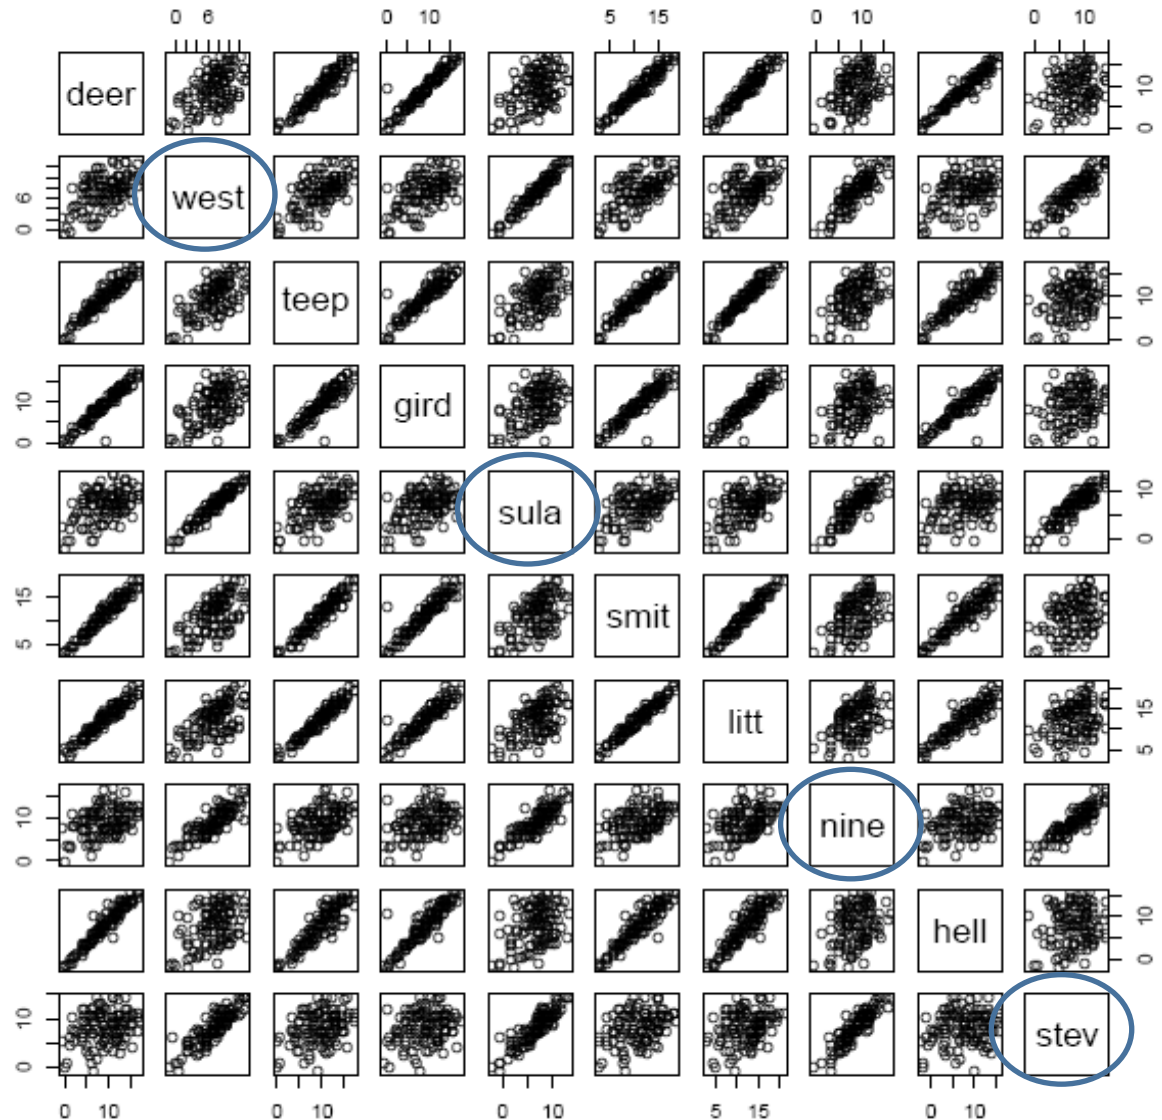 0 6 0 10 5 15 0 10 0 10
deer 0 10
0 6 west
teep 0 10
0 10 gird
sula 0 10
5 15 smit
litt 5 15
0 10 nine
hell 0 10
0 10 stev
0 10 0 10 5 15 0 10